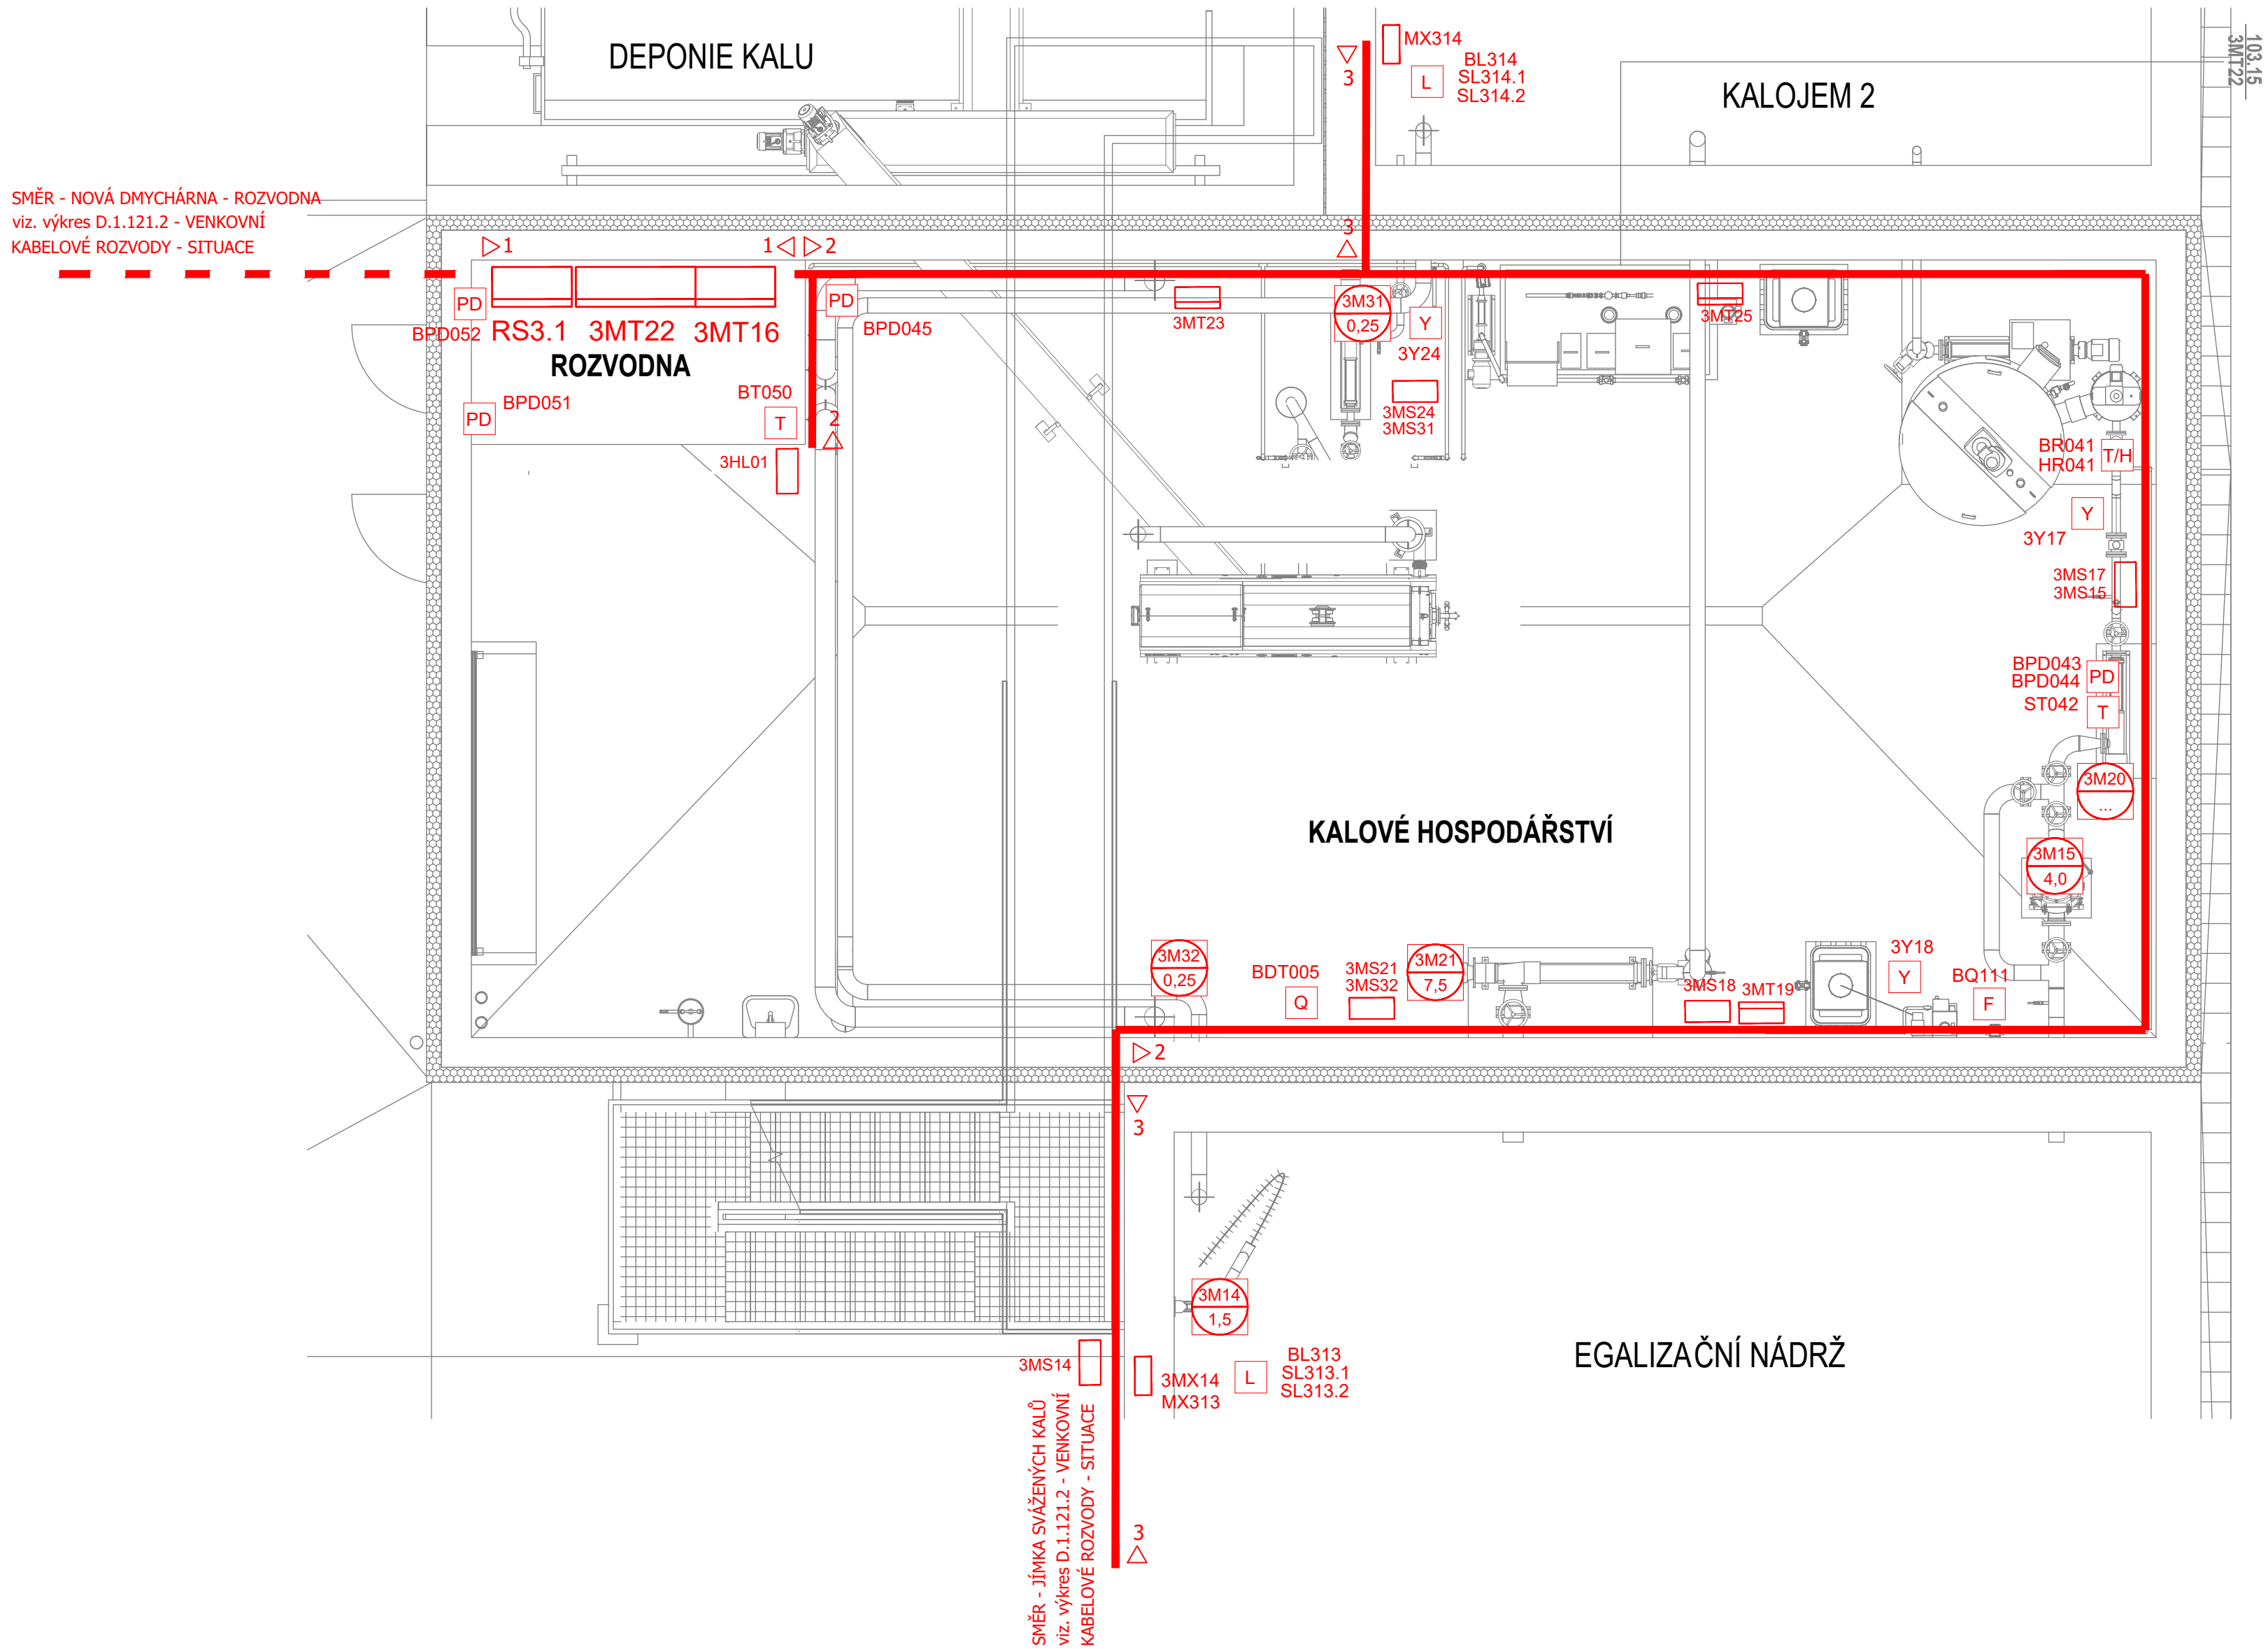 DEPONIE KALU
MX314
BL314
SL314.1
SL314.2
L
3
KALOJEM 2
103.15
3MT22
SMĚR - NOVÁ DMYCHÁRNA - ROZVODNA
viz. výkres D.1.121.2 - VENKOVNÍ
KABELOVÉ ROZVODY - SITUACE
1
1
2
3
PD
BPD052
RS3.1
3MT22
3MT16
ROZVODNA
PD
BPD045
3MT23
3M31
0,25
Y
3Y24
3MT25
PD
BPD051
BT050
T
2
3HL01
3MS24
3MS31
BR041
HR041
T/H
Y
3Y17
3MS17
3MS15
BPD043
BPD044
PD
ST042
T
3M20
...
KALOVÉ HOSPODÁŘSTVÍ
3M15
4,0
3M32
0,25
BDT005
Q
3MS21
3MS32
3M21
7,5
3MS18
3MT19
3Y18
Y
BQ111
F
2
3
3M14
1,5
3MS14
3MX14
MX313
L
BL313
SL313.1
SL313.2
EGALIZAČNÍ NÁDRŽ
SMĚR - JÍMKA SVÁŽENÝCH KALŮ
viz. výkres D.1.121.2 - VENKOVNÍ
KABELOVÉ ROZVODY - SITUACE
3